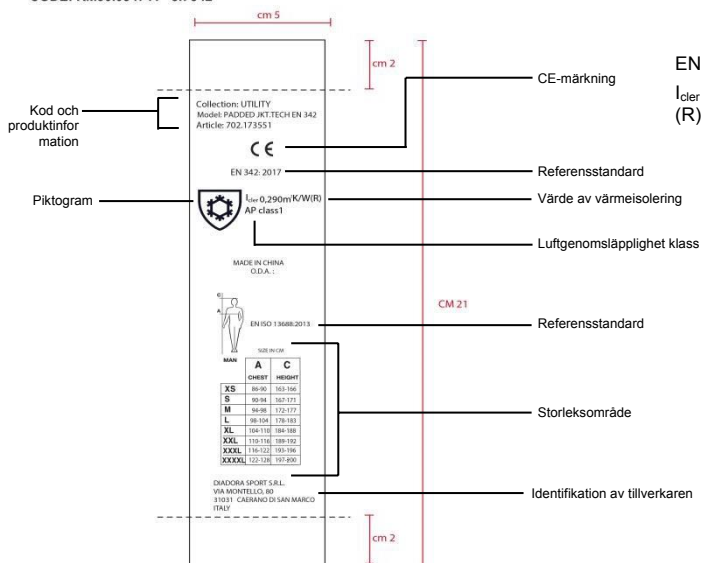 cm 5
cm 2
EN
I_cler
(R)
CE-märkning
Kod och
produktinfor
mation
Collection: UTILITY
Model: PADDED JKT.TECH EN 342
Article: 702.173551
CE
EN 342: 2017
Referensstandard
Piktogram
I_cler 0,290m²K/W(R)
AP class1
Värde av värmeisolering
Luftgenomsläpplighet klass
MADE IN CHINA
O.D.A. :
CM 21
C
A
EN ISO 13688:2013
Referensstandard
MAN
SIZE IN CM
A C
CHEST HEIGHT
XS 86-90 163-166
S 90-94 167-171
M 94-98 172-177
L 98-104 178-183
XL 104-110 184-188
XXL 110-116 189-192
XXXL 116-122 193-196
XXXXL 122-128 197-200
Storleksområde
DIADORA SPORT S.R.L.
VIA MONTELLO, 80
31031 CAERANO DI SAN MARCO
ITALY
Identifikation av tillverkaren
cm 2